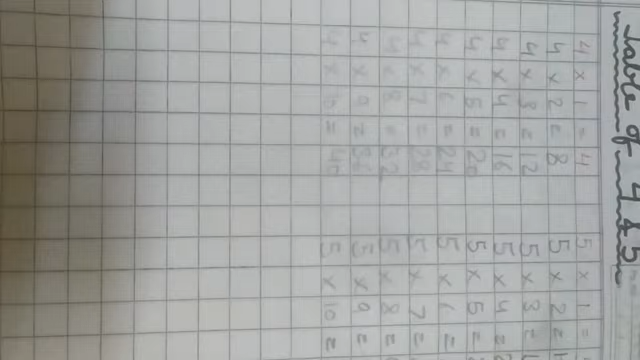 Table of 4 & 5
4 × 1 = 4 5 × 1 =
4 × 2 = 8 5 × 2 =
4 × 3 = 12 5 × 3 =
4 × 4 = 16 5 × 4 =
4 × 5 = 20 5 × 5 =
4 × 6 = 24 5 × 6 =
4 × 7 = 28 5 × 7 =
4 × 8 = 32 5 × 8 =
4 × 9 = 36 5 × 9 =
4 × 10 = 40 5 × 10 =